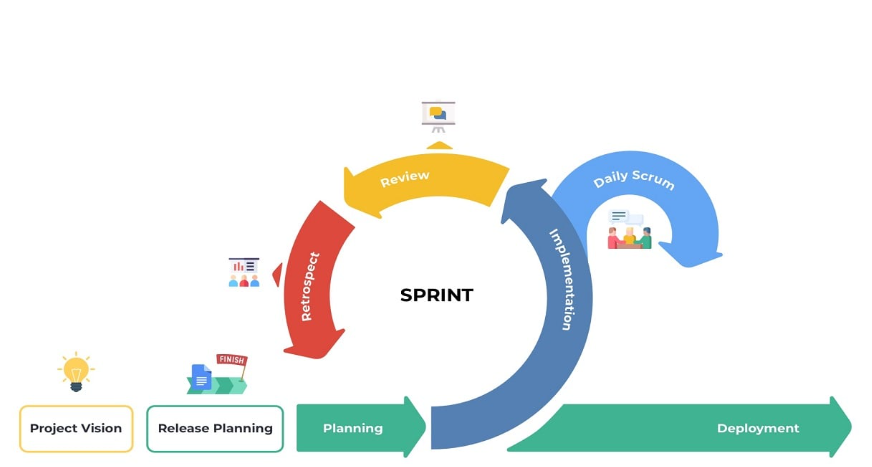 Review
Daily Scrum
Implementation
Retrospect
SPRINT
FINISH
Project Vision
Release Planning
Planning
Deployment